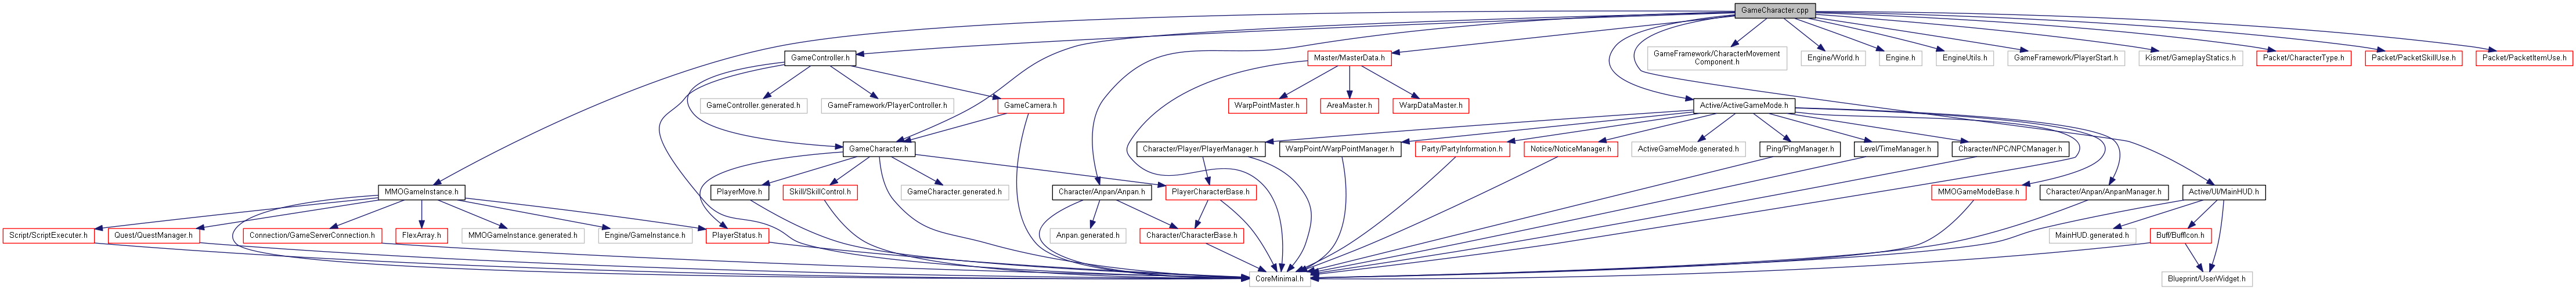 GameCharacter.cpp
GameController.h
Master/MasterData.h
GameFramework/CharacterMovement
Component.h
Engine/World.h
Engine.h
EngineUtils.h
GameFramework/PlayerStart.h
Kismet/GameplayStatics.h
Packet/CharacterType.h
Packet/PacketSkillUse.h
Packet/PacketItemUse.h
GameController.generated.h
GameFramework/PlayerController.h
GameCamera.h
WarpPointMaster.h
AreaMaster.h
WarpDataMaster.h
Active/ActiveGameMode.h
GameCharacter.h
Character/Player/PlayerManager.h
WarpPoint/WarpPointManager.h
Party/PartyInformation.h
Notice/NoticeManager.h
ActiveGameMode.generated.h
Ping/PingManager.h
Level/TimeManager.h
Character/NPC/NPCManager.h
MMOGameInstance.h
PlayerMove.h
Skill/SkillControl.h
GameCharacter.generated.h
Character/Anpan/Anpan.h
PlayerCharacterBase.h
MMOGameModeBase.h
Character/Anpan/AnpanManager.h
Active/UI/MainHUD.h
Script/ScriptExecuter.h
Quest/QuestManager.h
Connection/GameServerConnection.h
FlexArray.h
MMOGameInstance.generated.h
Engine/GameInstance.h
PlayerStatus.h
Anpan.generated.h
Character/CharacterBase.h
MainHUD.generated.h
Buff/BuffIcon.h
CoreMinimal.h
Blueprint/UserWidget.h